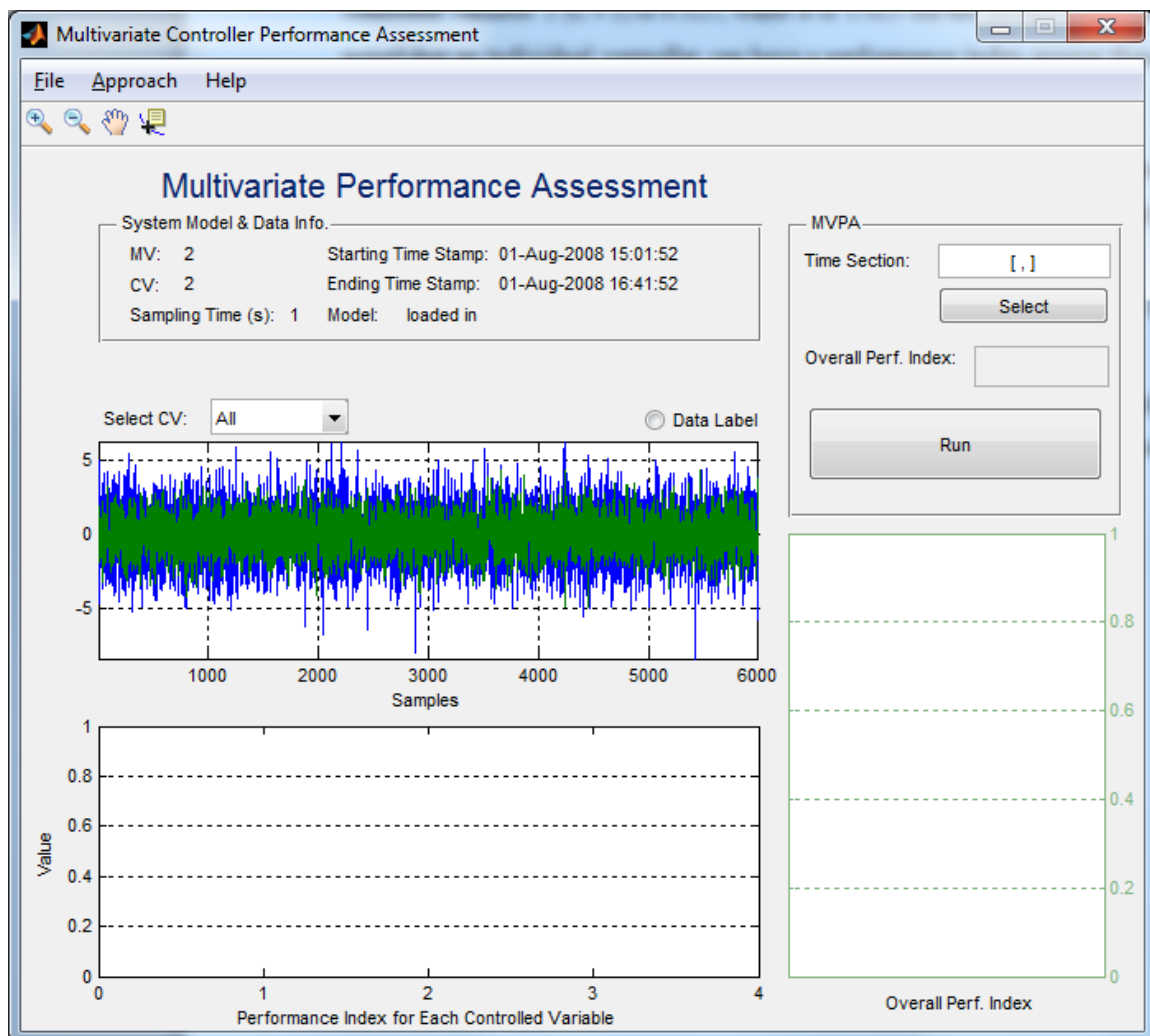 Multivariate Controller Performance Assessment
File Approach Help
Multivariate Performance Assessment
System Model & Data Info.
MV: 2 Starting Time Stamp: 01-Aug-2008 15:01:52
CV: 2 Ending Time Stamp: 01-Aug-2008 16:41:52
Sampling Time (s): 1 Model: loaded in
MVPA
Time Section: [ , ]
Select
Overall Perf. Index:
Run
Select CV: All Data Label
5
0
-5
1000 2000 3000 4000 5000 6000
Samples
1
0.8
0.6
0.4
0.2
0
Value
0 1 2 3 4
Performance Index for Each Controlled Variable
1
0.8
0.6
0.4
0.2
0
Overall Perf. Index